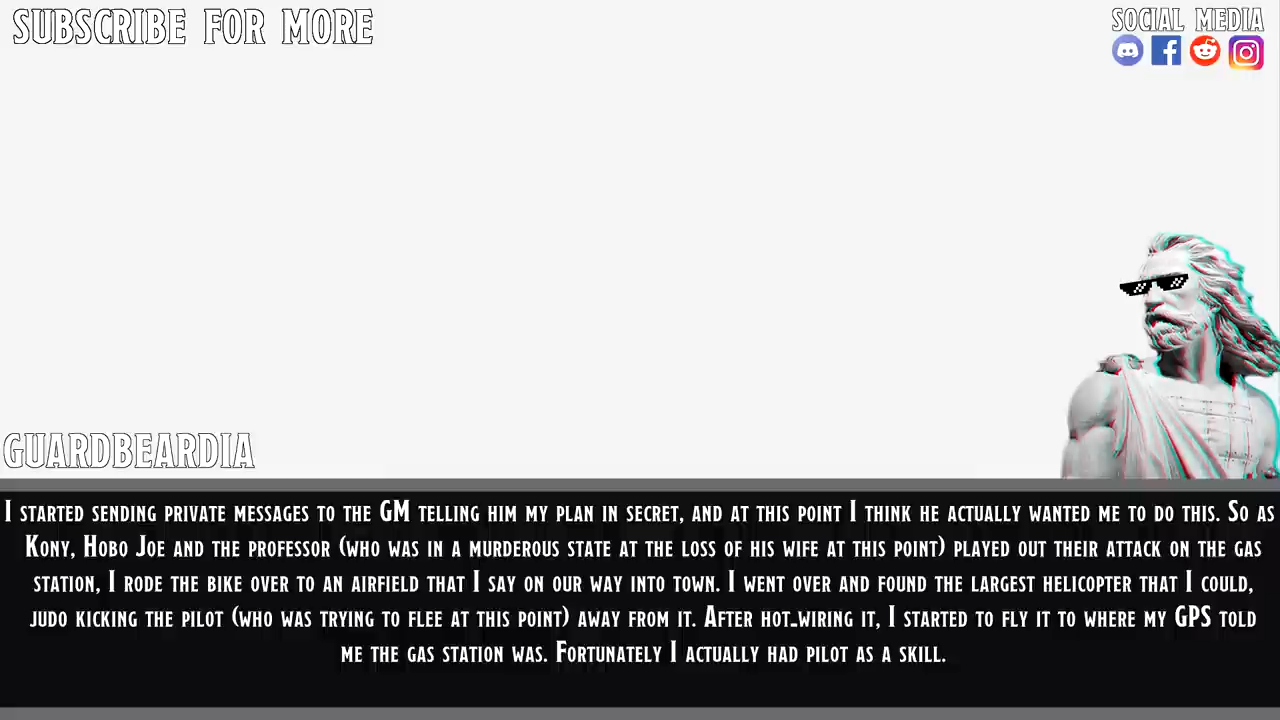 SUBSCRIBE FOR MORE
SOCIAL MEDIA
GUARDBEARDIA
I STARTED SENDING PRIVATE MESSAGES TO THE GM TELLING HIM MY PLAN IN SECRET, AND AT THIS POINT I THINK HE ACTUALLY WANTED ME TO DO THIS. SO AS
KONY, HOBO JOE AND THE PROFESSOR (WHO WAS IN A MURDEROUS STATE AT THE LOSS OF HIS WIFE AT THIS POINT) PLAYED OUT THEIR ATTACK ON THE GAS
STATION, I RODE THE BIKE OVER TO AN AIRFIELD THAT I SAY ON OUR WAY INTO TOWN. I WENT OVER AND FOUND THE LARGEST HELICOPTER THAT I COULD,
JUDO KICKING THE PILOT (WHO WAS TRYING TO FLEE AT THIS POINT) AWAY FROM IT. AFTER HOT-WIRING IT, I STARTED TO FLY IT TO WHERE MY GPS TOLD
ME THE GAS STATION WAS. FORTUNATELY I ACTUALLY HAD PILOT AS A SKILL.